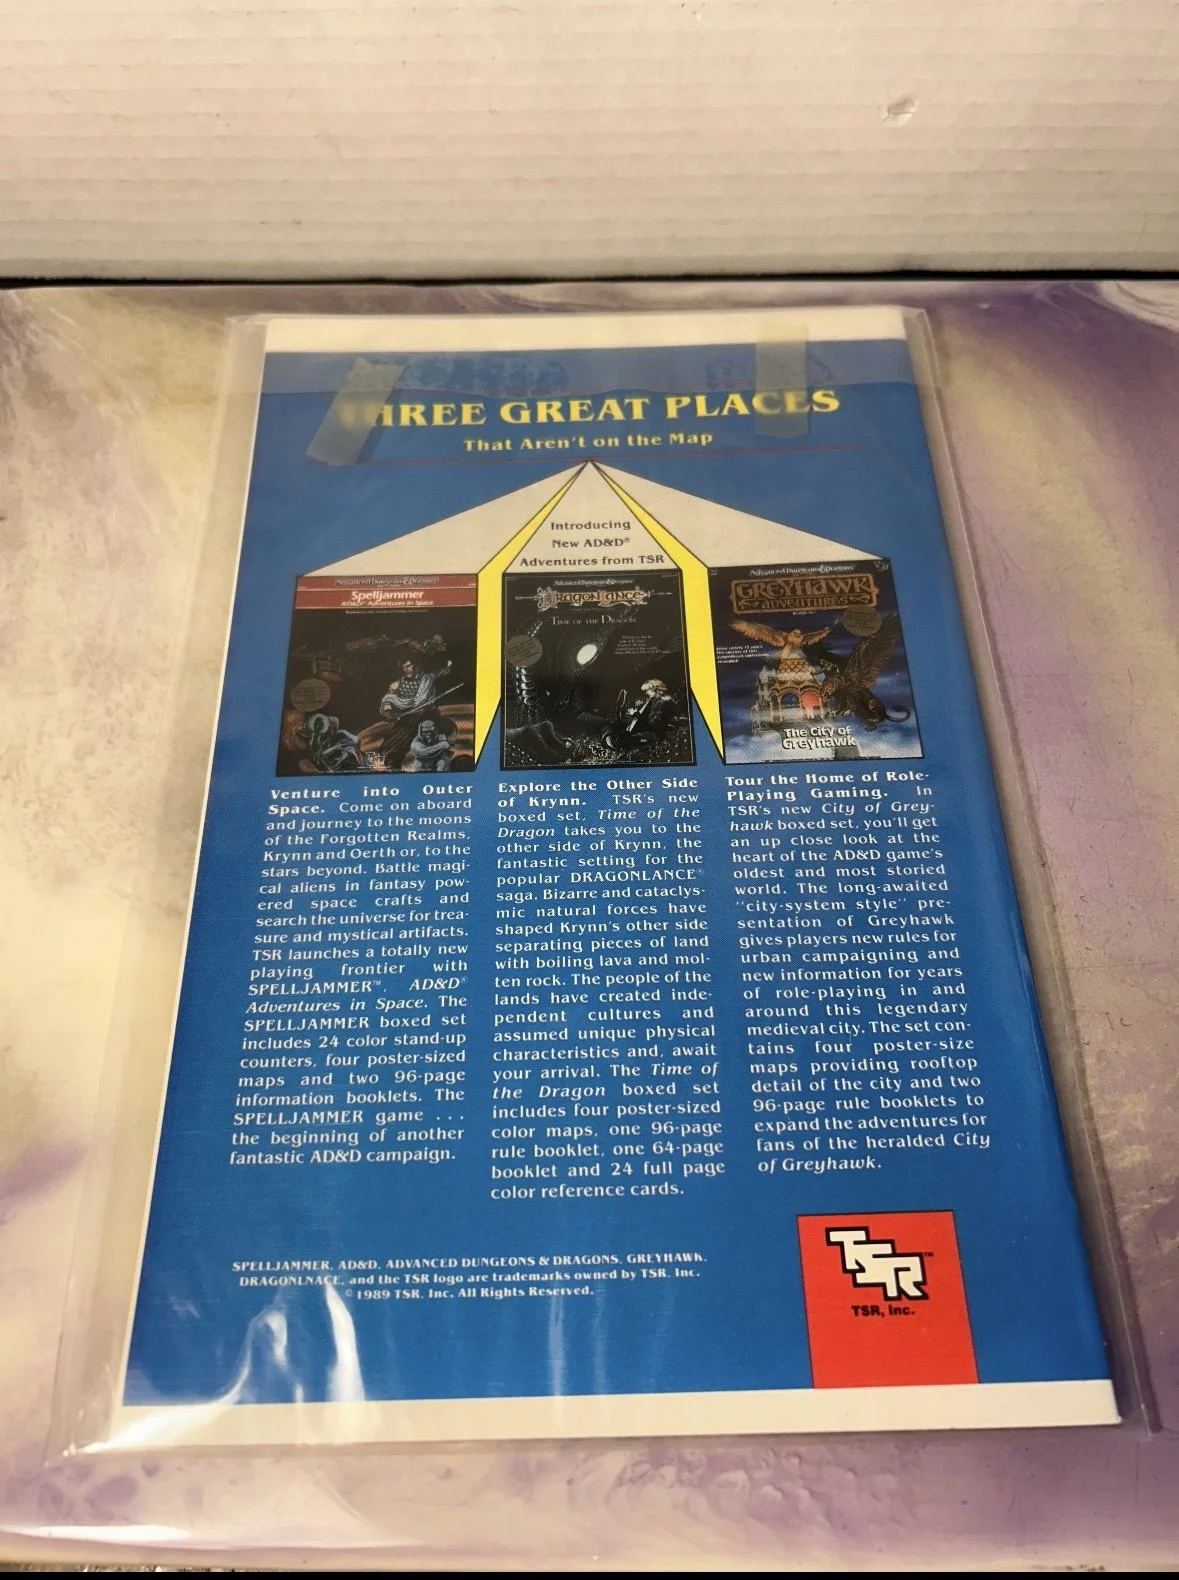 THREE GREAT PLACES
That Aren't on the Map
Introducing
New AD&D®
Adventures from TSR
Advanced Dungeons & Dragons
Spelljammer
AD&D Adventures in Space
Advanced Dungeons & Dragons
DRAGONLANCE
TIME OF THE DRAGON
Advanced Dungeons & Dragons
GREYHAWK
ADVENTURES
The City of
Greyhawk
Venture into Outer
Space. Come on aboard
and journey to the moons
of the Forgotten Realms,
Krynn and Oerth or, to the
stars beyond. Battle magi-
cal aliens in fantasy pow-
ered space crafts and
search the universe for trea-
sure and mystical artifacts.
TSR launches a totally new
playing frontier with
SPELLJAMMER™, AD&D®
Adventures in Space. The
SPELLJAMMER boxed set
includes 24 color stand-up
counters, four poster-sized
maps and two 96-page
information booklets. The
SPELLJAMMER game . . .
the beginning of another
fantastic AD&D campaign.
Explore the Other Side
of Krynn. TSR's new
boxed set, Time of the
Dragon takes you to the
other side of Krynn, the
fantastic setting for the
popular DRAGONLANCE®
saga. Bizarre and cataclys-
mic natural forces have
shaped Krynn's other side
separating pieces of land
with boiling lava and mol-
ten rock. The people of the
lands have created inde-
pendent cultures and
assumed unique physical
characteristics and, await
your arrival. The Time of
the Dragon boxed set
includes four poster-sized
color maps, one 96-page
rule booklet, one 64-page
booklet and 24 full page
color reference cards.
Tour the Home of Role-
Playing Gaming. In
TSR's new City of Grey-
hawk boxed set, you'll get
an up close look at the
heart of the AD&D game's
oldest and most storied
world. The long-awaited
"city-system style" pre-
sentation of Greyhawk
gives players new rules for
urban campaigning and
new information for years
of role-playing in and
around this legendary
medieval city. The set con-
tains four poster-size
maps providing rooftop
detail of the city and two
96-page rule booklets to
expand the adventures for
fans of the heralded City
of Greyhawk.
SPELLJAMMER, AD&D, ADVANCED DUNGEONS & DRAGONS, GREYHAWK,
DRAGONLNACE, and the TSR logo are trademarks owned by TSR, Inc.
© 1989 TSR, Inc. All Rights Reserved.
TSR™
TSR, Inc.